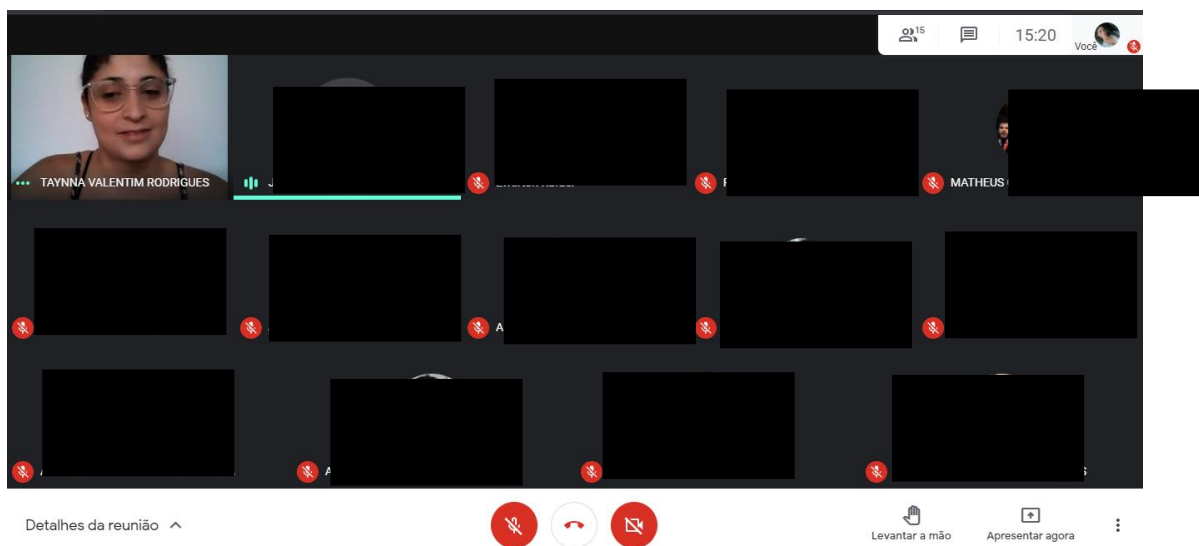 15
15:20
Você
TAYNNA VALENTIM RODRIGUES
J
MATHEUS
A
A
Detalhes da reunião
Levantar a mão
Apresentar agora